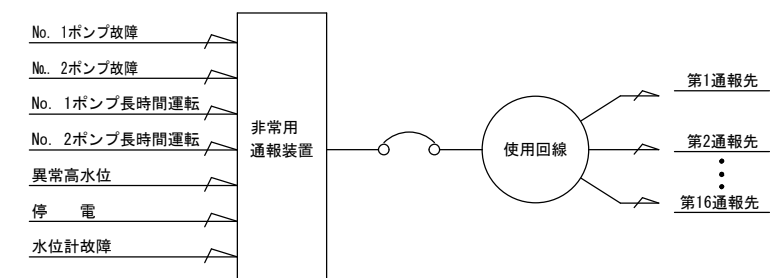 No. 1ポンプ故障
No. 2ポンプ故障
No. 1ポンプ長時間運転
No. 2ポンプ長時間運転
異常高水位
停　電
水位計故障
非常用
通報装置
使用回線
第1通報先
第2通報先
第16通報先